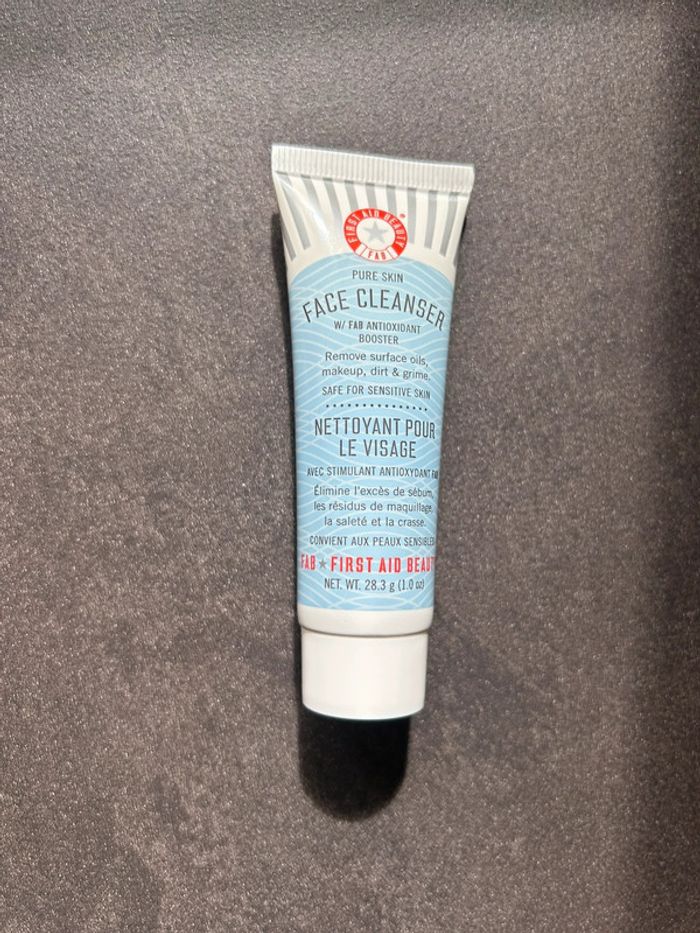 FIRST AID BEAUTY
FAB
PURE SKIN
FACE CLEANSER
W/ FAB ANTIOXIDANT
BOOSTER
Remove surface oils,
makeup, dirt & grime.
SAFE FOR SENSITIVE SKIN
NETTOYANT POUR
LE VISAGE
AVEC STIMULANT ANTIOXYDANT FAB
Élimine l'excès de sébum,
les résidus de maquillage,
la saleté et la crasse.
CONVIENT AUX PEAUX SENSIBLES
FAB ★ FIRST AID BEAUTY
NET. WT. 28.3 g (1.0 oz)